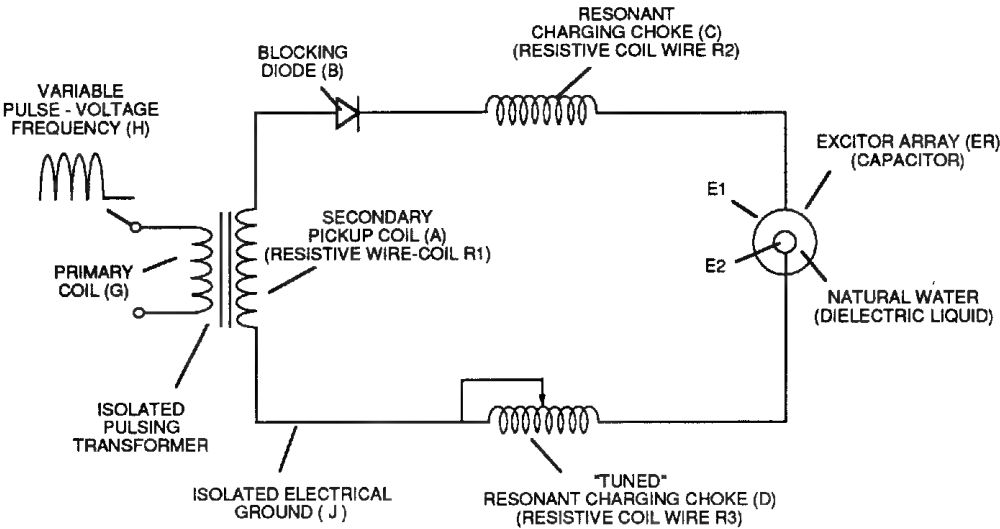 RESONANT
CHARGING CHOKE (C)
(RESISTIVE COIL WIRE R2)
BLOCKING
DIODE (B)
VARIABLE
PULSE - VOLTAGE
FREQUENCY (H)
EXCITOR ARRAY (ER)
(CAPACITOR)
E1
SECONDARY
PICKUP COIL (A)
(RESISTIVE WIRE-COIL R1)
E2
PRIMARY
COIL (G)
NATURAL WATER
(DIELECTRIC LIQUID)
ISOLATED
PULSING
TRANSFORMER
ISOLATED ELECTRICAL
GROUND ( J )
"TUNED"
RESONANT CHARGING CHOKE (D)
(RESISTIVE COIL WIRE R3)